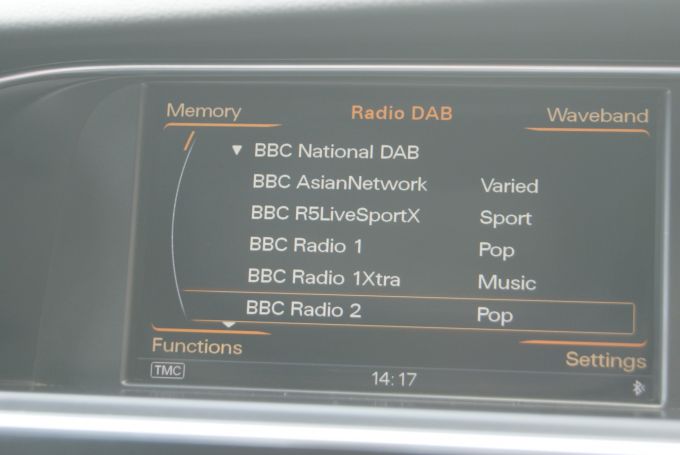 Memory Radio DAB Waveband
BBC National DAB
BBC AsianNetwork Varied
BBC R5LiveSportX Sport
BBC Radio 1 Pop
BBC Radio 1Xtra Music
BBC Radio 2 Pop
Functions Settings
TMC 14:17